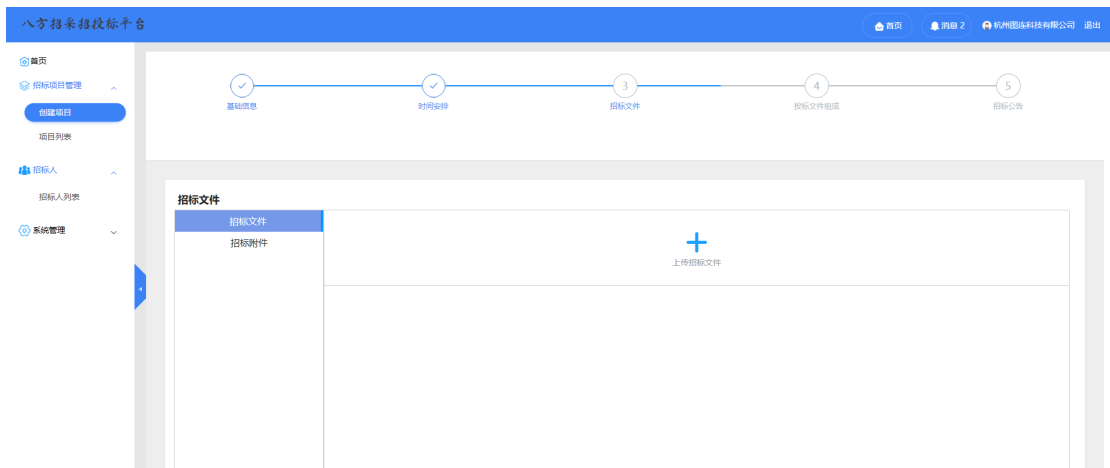 八方招采招投标平台
首页 消息 2 杭州图连科技有限公司 退出
首页
招标项目管理
创建项目
项目列表
招标人
招标人列表
系统管理
3 4 5
基础信息 时间安排 招标文件 投标文件组成 招标公告
招标文件
招标文件
招标附件
上传招标文件